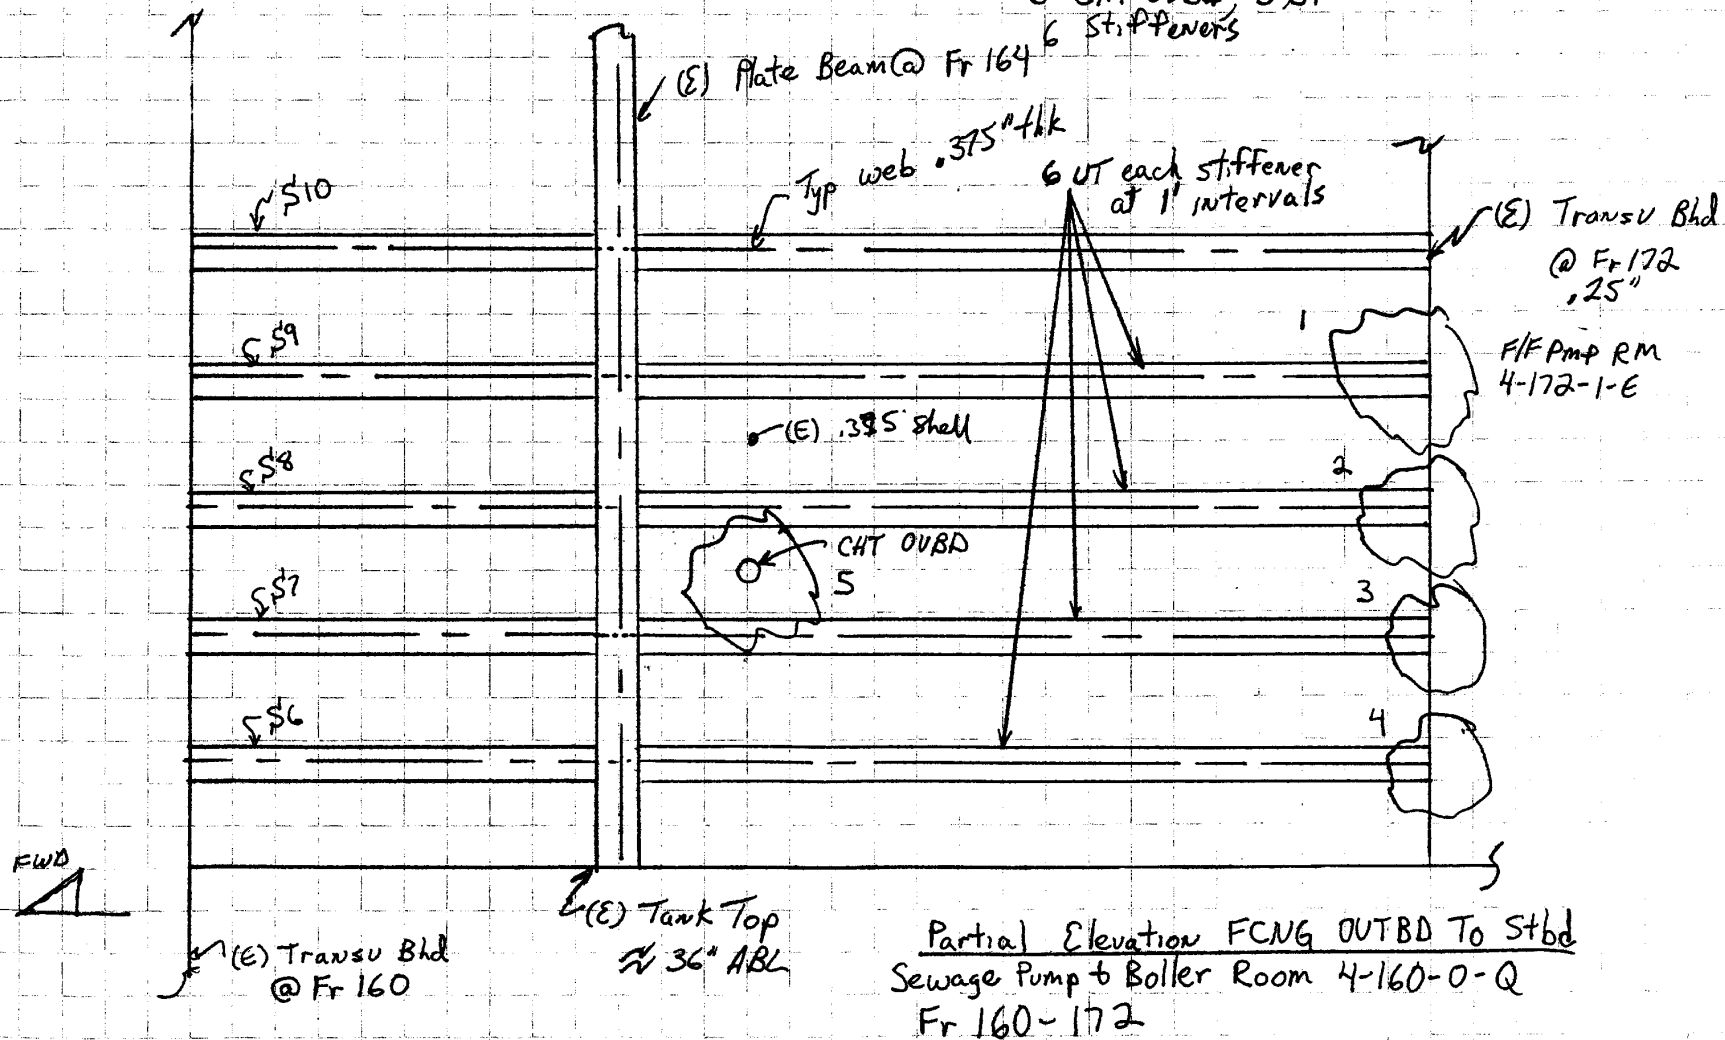 6 Stiffeners
(E) Plate Beam @ Fr 164
Typ web .375" thk
6 UT each stiffener
at 1' intervals
S10
(E) Transv Bhd
@ Fr 172
.25"
1
S9
F/F Pmp RM
4-172-1-E
(E) Shell
S8
2
CHT OVBD
5
S7
3
S6
4
FWD
(E) Transv Bhd
@ Fr 160
(E) Tank Top
≈ 36" ABL
Partial Elevation FCNG OUTBD To Stbd
Sewage Pump & Boiler Room 4-160-0-Q
Fr 160-172